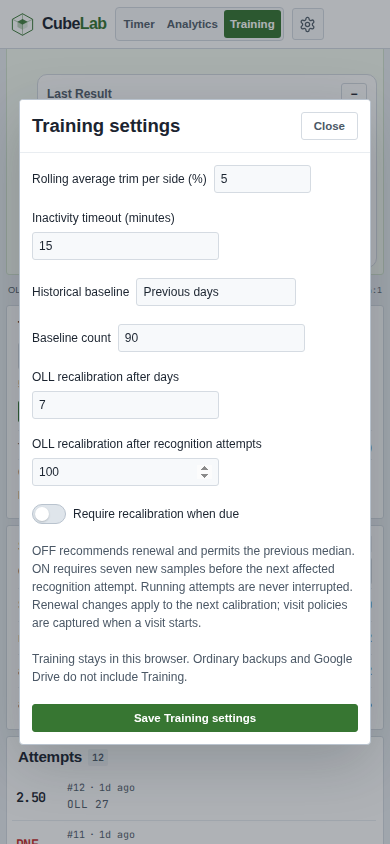 CubeLab
Timer
Analytics
Training
Last Result
–
Training settings
Close
Rolling average trim per side (%)
5
Inactivity timeout (minutes)
15
Historical baseline
Previous days
Baseline count
90
OLL recalibration after days
7
OLL recalibration after recognition attempts
100
Require recalibration when due
OFF recommends renewal and permits the previous median.
ON requires seven new samples before the next affected
recognition attempt. Running attempts are never interrupted.
Renewal changes apply to the next calibration; visit policies
are captured when a visit starts.
Training stays in this browser. Ordinary backups and Google
Drive do not include Training.
Save Training settings
Attempts 12
2.50
#12 · 1d ago
OLL 27
#11 · 1d ago
DNF